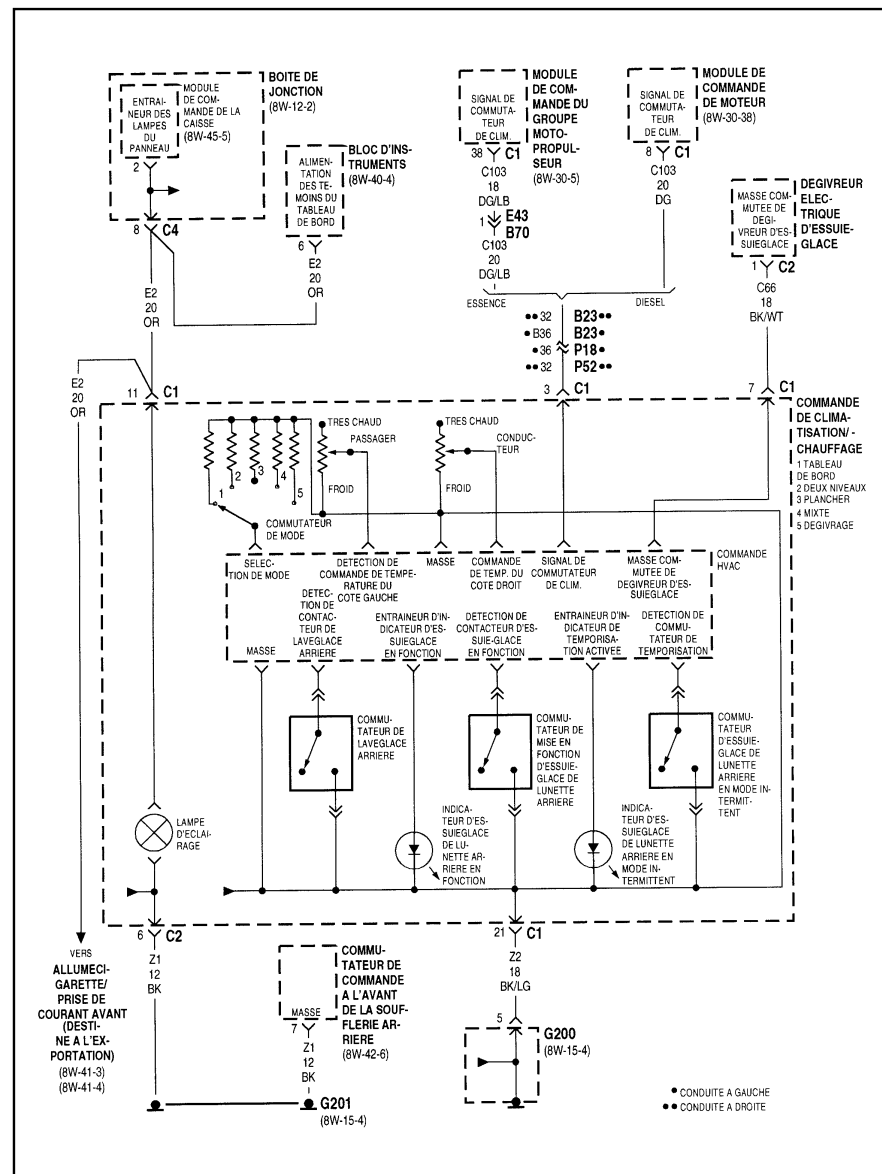 BOITE DE
JONCTION
(8W-12-2)
MODULE
DE COM-
MANDE DE LA
CAISSE
(8W-45-5)
ENTRAI-
NEUR DES
LAMPES
DU
PANNEAU
2
8
C4
BLOC D'INS-
TRUMENTS
(8W-40-4)
ALIMEN-
TATION
DES TE-
MOINS DU
TABLEAU
DE BORD
6
E2
20
OR
E2
20
OR
E2
20
OR
MODULE
DE COM-
MANDE DU
GROUPE
MOTO-
PROPUL-
SEUR
(8W-30-5)
SIGNAL DE
COMMUTA-
TEUR
DE CLIM.
38
C1
C103
18
DG/LB
1
E43
B70
C103
20
DG/LB
ESSENCE
MODULE DE
COMMANDE
DE MOTEUR
(8W-30-38)
SIGNAL DE
COMMUTA-
TEUR
DE CLIM.
8
C1
C103
20
DG
DIESEL
DEGIVREUR
ELEC-
TRIQUE
D'ESSUIE-
GLACE
MASSE COM-
MUTEE DE
DEGI-
VREUR D'ES-
SUIEGLACE
1
C2
C66
18
BK/WT
●● 32 B23 ●●
● B36 B23 ●
● 36 P18 ●
●● 32 P52 ●●
11
C1
3
C1
7
C1
COMMANDE
DE CLIMA-
TISATION/ -
CHAUFFAGE
1 TABLEAU
DE BORD
2 DEUX NIVEAUX
3 PLANCHER
4 MIXTE
5 DEGIVRAGE
1
2
3
4
5
COMMUTATEUR
DE MODE
TRES CHAUD
PASSAGER
FROID
TRES CHAUD
CONDUC-
TEUR
FROID
COMMANDE
HVAC
SELEC-
TION DE MODE
DETECTION DE
COMMANDE DE TEMPE-
RATURE DU
COTE GAUCHE
MASSE
COMMANDE
DE TEMP. DU
COTE DROIT
SIGNAL DE
COMMUTATEUR
DE CLIM.
MASSE COM-
MUTEE DE
DEGIVREUR D'ES-
SUIEGLACE
MASSE
DETEC-
TION DE
CONTAC-
TEUR DE
LAVEGLACE
ARRIERE
ENTRAINEUR D'IN-
DICATEUR D'ES-
SUIEGLACE
EN FONCTION
DETECTION DE
CONTACTEUR D'ES-
SUIE-GLACE
EN FONCTION
ENTRAINEUR D'IN-
DICATEUR DE
TEMPORISA-
TION ACTIVEE
DETECTION DE
COMMU-
TATEUR DE
TEMPORISATION
COMMU-
TATEUR DE
LAVEGLACE
ARRIERE
COMMU-
TATEUR DE
MISE EN
FONCTION
D'ESSUIE-
GLACE DE
LUNETTE
ARRIERE
COMMU-
TATEUR
D'ESSUIE-
GLACE DE
LUNETTE
ARRIERE
EN MODE IN-
TERMIT-
TENT
LAMPE
D'ECLAI-
RAGE
INDICA-
TEUR D'ES-
SUIEGLACE
DE LU-
NETTE AR-
RIERE EN
FONCTION
INDICA-
TEUR D'ES-
SUIEGLACE
DE LUNETTE
ARRIERE EN
MODE IN-
TERMITTENT
6
C2
21
C1
VERS
ALLUMECI-
GARETTE/
PRISE DE
COURANT AVANT
(DESTI-
NE A L'EX-
PORTATION)
(8W-41-3)
(8W-41-4)
Z1
12
BK
COMMU-
TATEUR DE
COMMANDE
A L'AVANT
DE LA SOUF-
FLERIE AR-
RIERE
(8W-42-6)
MASSE
7
Z1
12
BK
G201
(8W-15-4)
Z2
18
BK/LG
5
G200
(8W-15-4)
● CONDUITE A GAUCHE
●● CONDUITE A DROITE